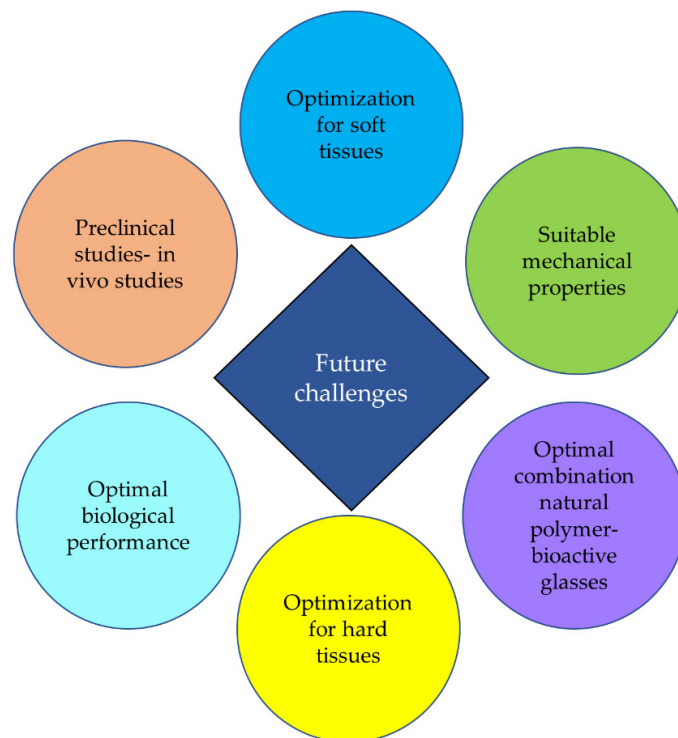 Optimization
for soft
tissues
Preclinical
studies- in
vivo studies
Suitable
mechanical
properties
Future
challenges
Optimal
biological
performance
Optimal
combination
natural
polymer-
bioactive
glasses
Optimization
for hard
tissues